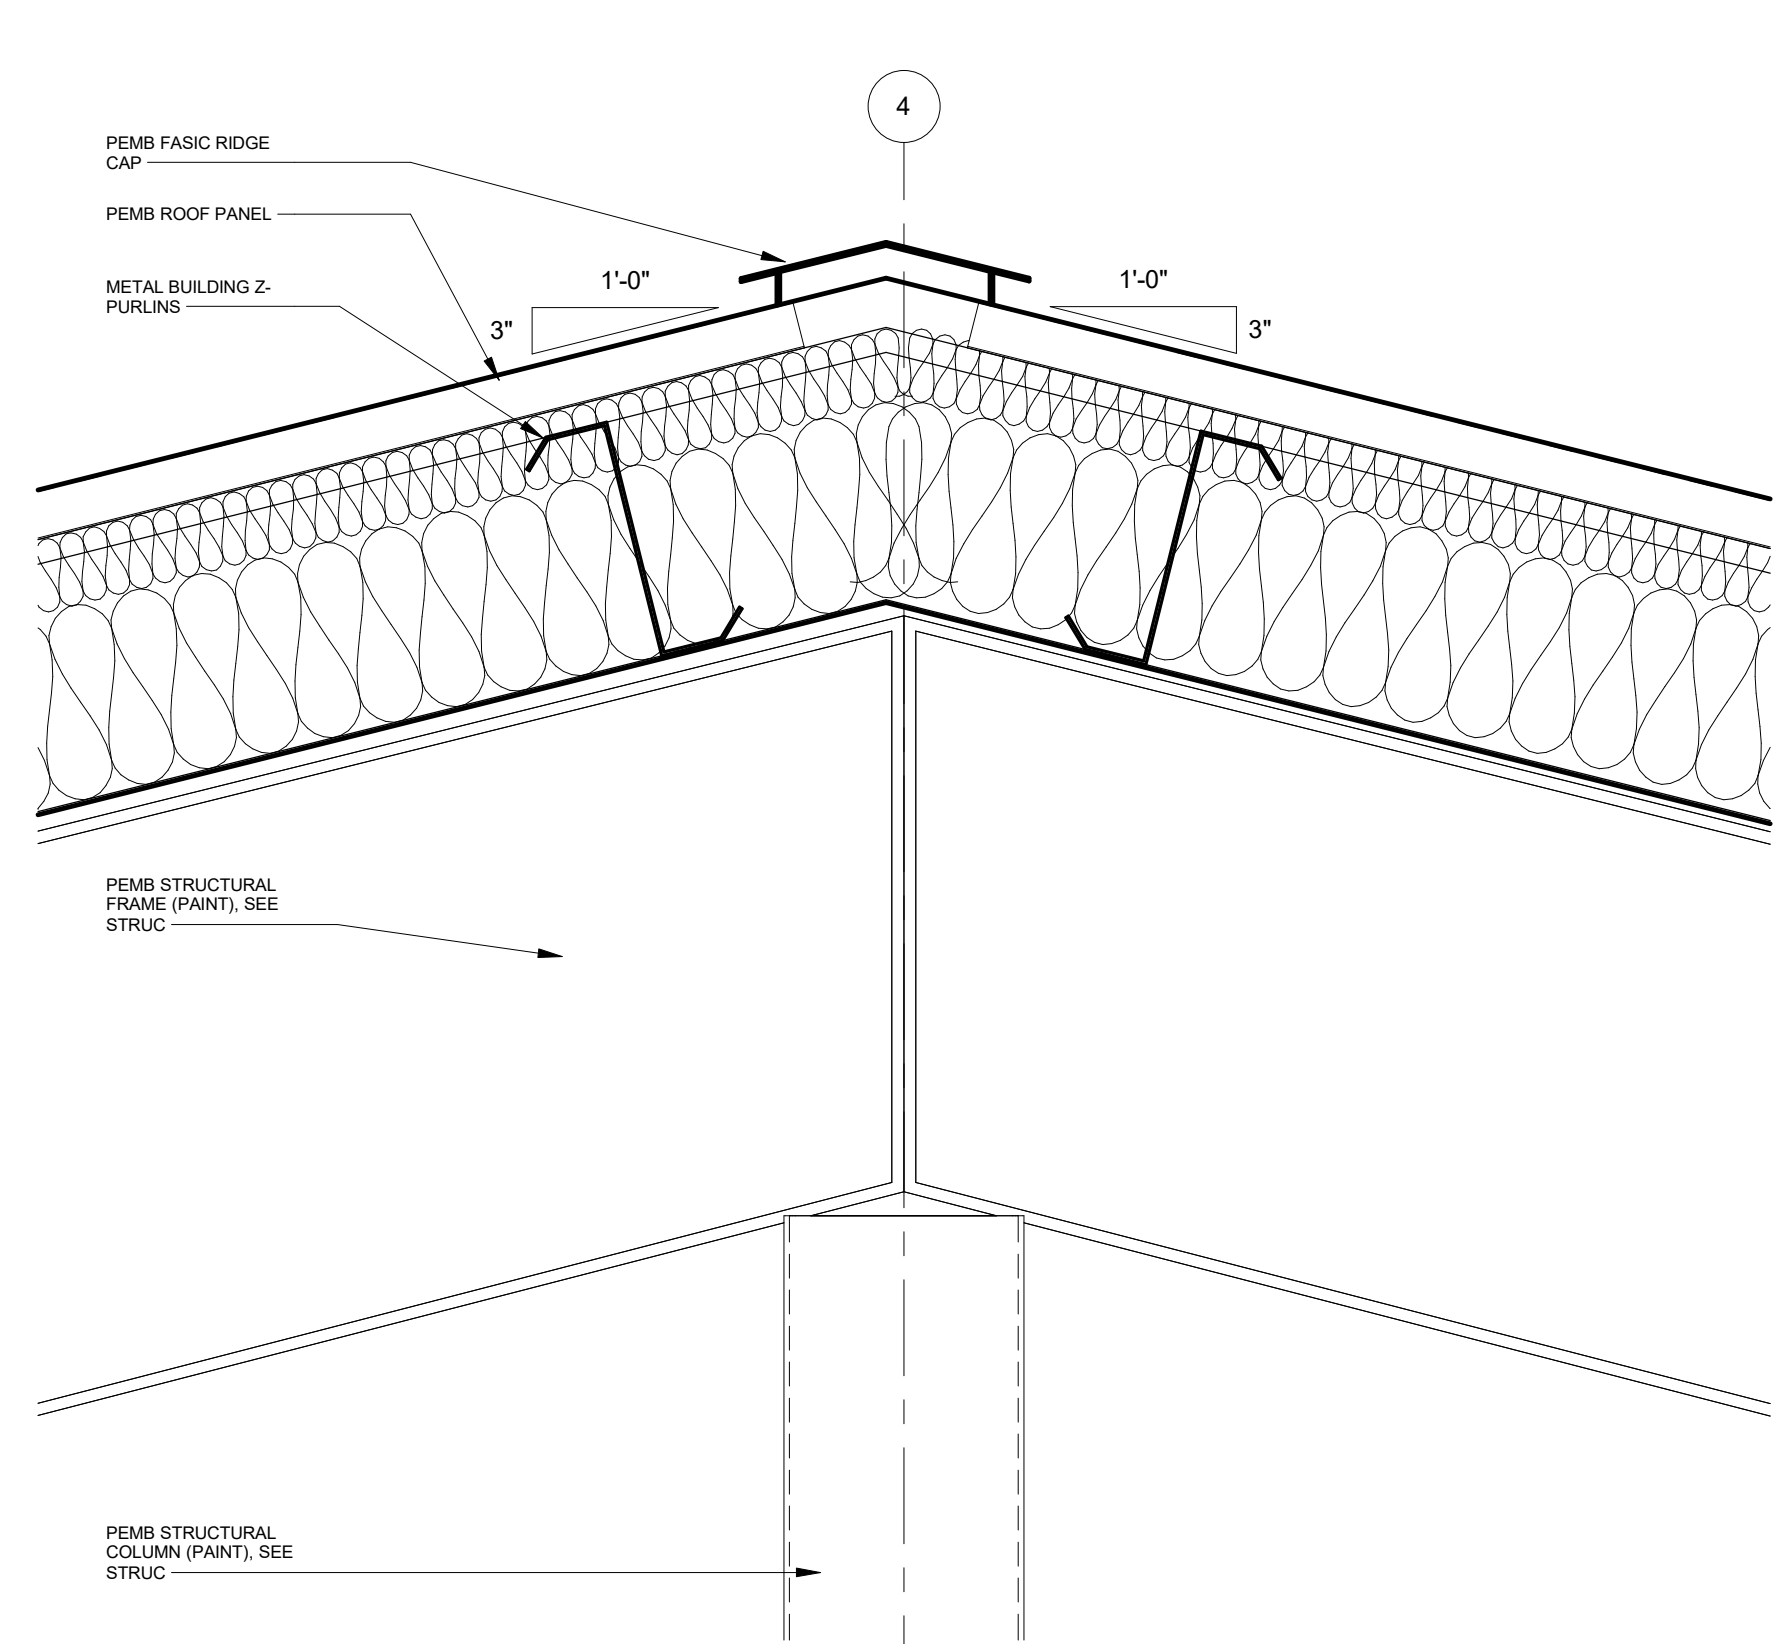 4
PEMB FASIC RIDGE
CAP
PEMB ROOF PANEL
METAL BUILDING Z-
PURLINS
1'-0"
3"
1'-0"
3"
PEMB STRUCTURAL
FRAME (PAINT), SEE
STRUC
PEMB STRUCTURAL
COLUMN (PAINT), SEE
STRUC